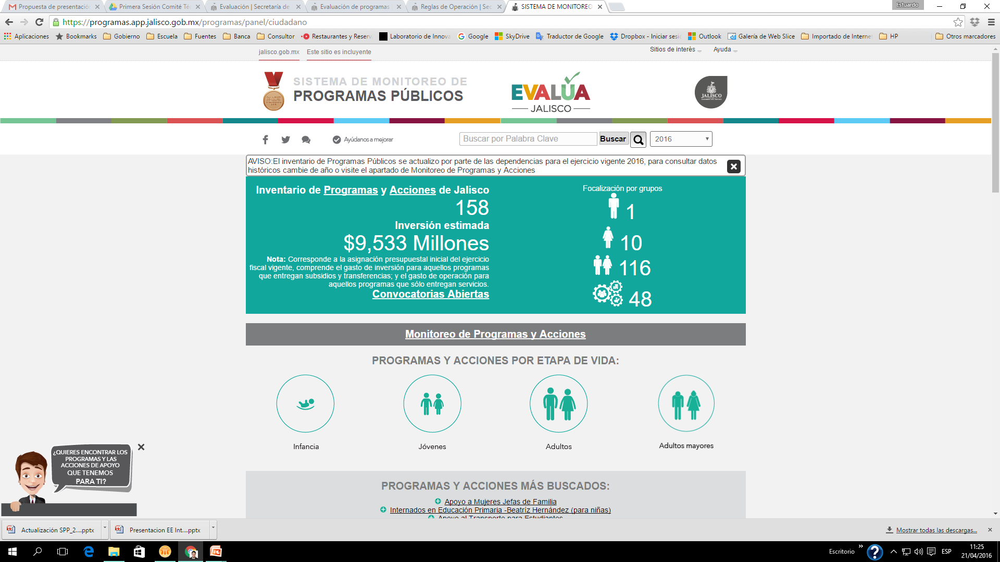 Propuesta de presentación
Primera Sesión Comité Té
Evaluación | Secretaría de
Evaluación de programas
Reglas de Operación | Sec
SISTEMA DE MONITOREO
Estuardo
https://programas.app.jalisco.gob.mx/programas/panel/ciudadano
Aplicaciones
Bookmarks
Gobierno
Escuela
Fuentes
Banca
Consultor
Restaurantes y Reserv
Laboratorio de Innova
Google
SkyDrive
Traductor de Google
Dropbox - Iniciar sesi
Outlook
Galería de Web Slice
Importado de Interne
HP
Otros marcadores
jalisco.gob.mx
Este sitio es incluyente
Sitios de interés
Ayuda
SISTEMA DE MONITOREO DE
PROGRAMAS PÚBLICOS
EVALÚA
JALISCO
JALISCO
Ayúdanos a mejorar
Buscar por Palabra Clave
Buscar
2016
AVISO:El inventario de Programas Públicos se actualizo por parte de las dependencias para el ejercicio vigente 2016, para consultar datos
históricos cambie de año o visite el apartado de Monitoreo de Programas y Acciones
Inventario de Programas y Acciones de Jalisco
158
Inversión estimada
$9,533 Millones
Nota: Corresponde a la asignación presupuestal inicial del ejercicio
fiscal vigente, comprende el gasto de inversión para aquellos programas
que entregan subsidios y transferencias; y el gasto de operación para
aquellos programas que sólo entregan servicios.
Convocatorias Abiertas
Focalización por grupos
1
10
116
48
Monitoreo de Programas y Acciones
PROGRAMAS Y ACCIONES POR ETAPA DE VIDA:
Infancia
Jóvenes
Adultos
Adultos mayores
¿QUIERES ENCONTRAR LOS
PROGRAMAS Y LAS
ACCIONES DE APOYO
QUE TENEMOS
PARA TI?
PROGRAMAS Y ACCIONES MÁS BUSCADOS:
Apoyo a Mujeres Jefas de Familia
Internados en Educación Primaria -Beatríz Hernández (para niñas)
Apoyo al Transporte para Estudiantes
Actualización SPP_2....pptx
Presentacion EE Int....pptx
Mostrar todas las descargas...
Escritorio
ESP
11:25
21/04/2016